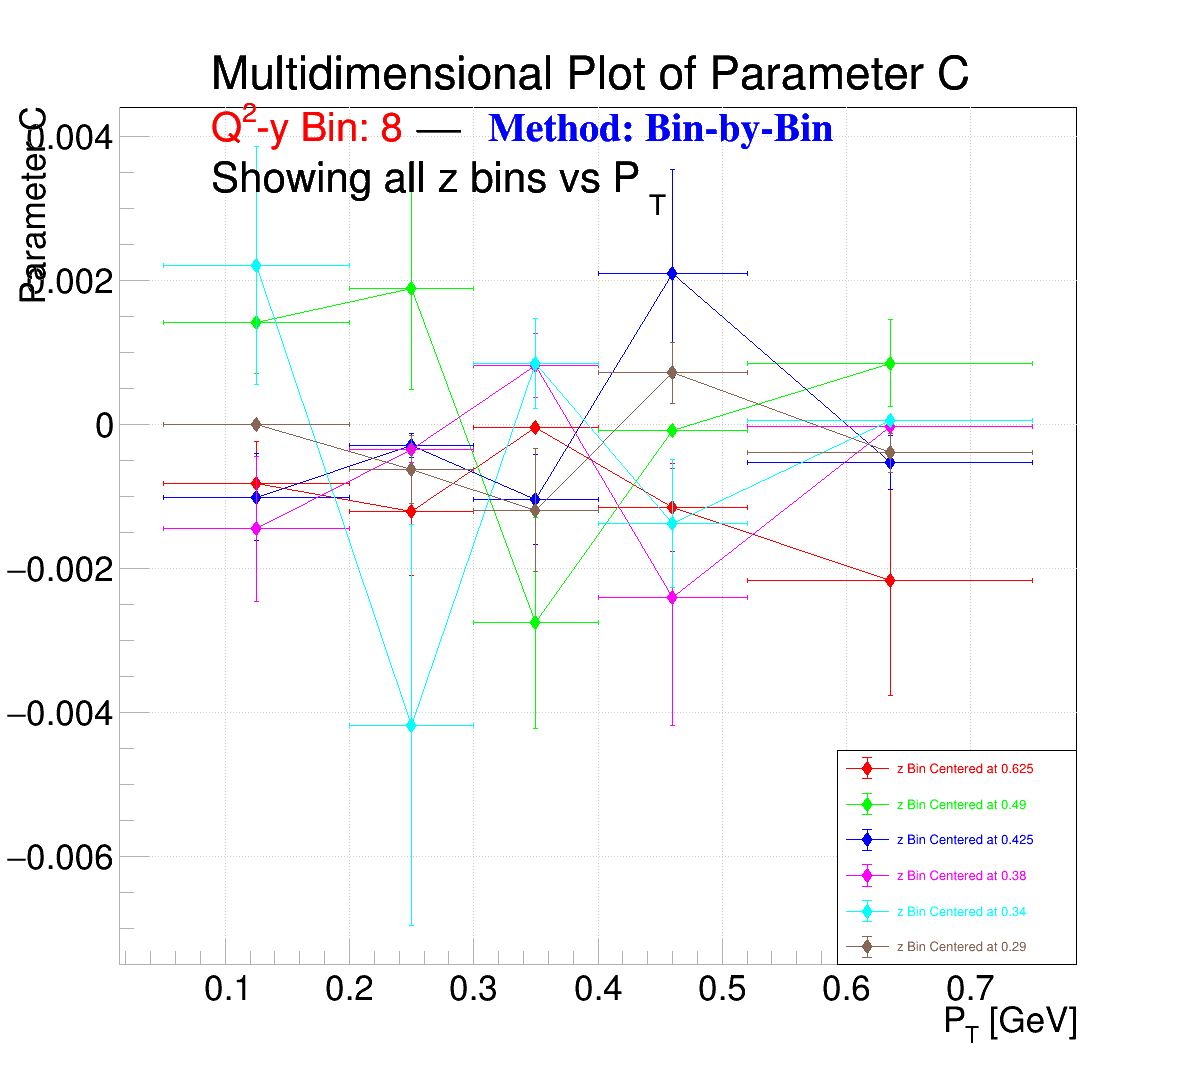 Multidimensional Plot of Parameter C
Q2-y Bin: 8 — Method: Bin-by-Bin
Showing all z bins vs PT
Parameter C
0.004
0.002
0
−0.002
−0.004
−0.006
z Bin Centered at 0.625
z Bin Centered at 0.49
z Bin Centered at 0.425
z Bin Centered at 0.38
z Bin Centered at 0.34
z Bin Centered at 0.29
0.1 0.2 0.3 0.4 0.5 0.6 0.7
PT [GeV]